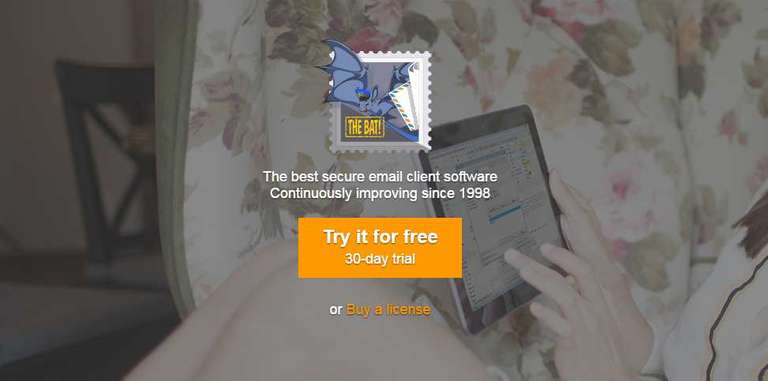 THE BAT!
The best secure email client software
Continuously improving since 1998
Try it for free
30-day trial
or Buy a license